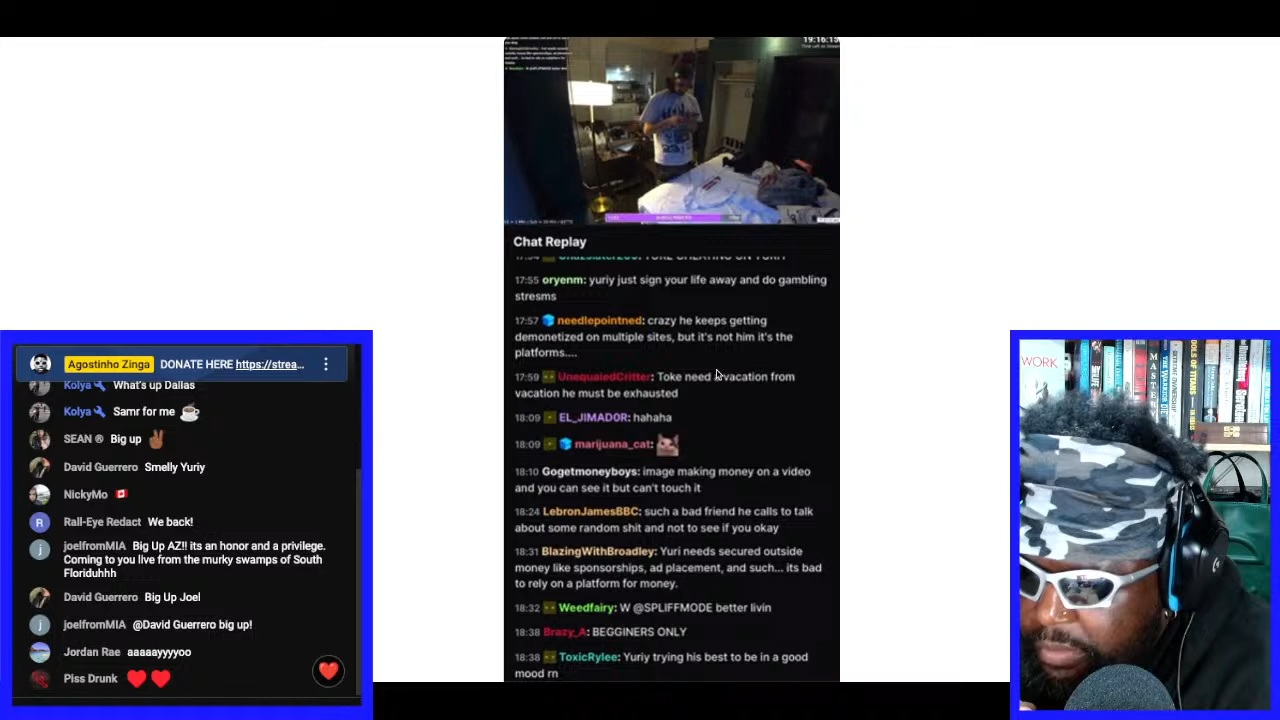 19:16:15
Chat Replay
17:55 oryenm: yuriy just sign your life away and do gambling
stresms
17:57 needlepointned: crazy he keeps getting
demonetized on multiple sites, but it's not him it's the
platforms....
17:59 UnequaledCritter: Toke need vacation from
vacation he must be exhausted
18:09 EL_JIMADOR: hahaha
18:09 marijuana_cat:
18:10 Gogetmoneyboys: image making money on a video
and you can see it but can't touch it
18:24 LebronJamesBBC: such a bad friend he calls to talk
about some random shit and not to see if you okay
18:31 BlazingWithBroadley: Yuri needs secured outside
money like sponsorships, ad placement, and such... its bad
to rely on a platform for money.
18:32 Weedfairy: W @SPLIFFMODE better livin
18:38 Brazy_A: BEGGINERS ONLY
18:38 ToxicRylee: Yuriy trying his best to be in a good
mood rn
Agostinho Zinga DONATE HERE https://strea...
Kolya What's up Dallas
Kolya Samr for me
SEAN ® Big up
David Guerrero Smelly Yuriy
NickyMo
R Rall-Eye Redact We back!
j joelfromMIA Big Up AZ!! its an honor and a privilege.
Coming to you live from the murky swamps of South
Floriduhhh
David Guerrero Big Up Joel
j joelfromMIA @David Guerrero big up!
Jordan Rae aaaaayyyyoo
Piss Drunk
WORK